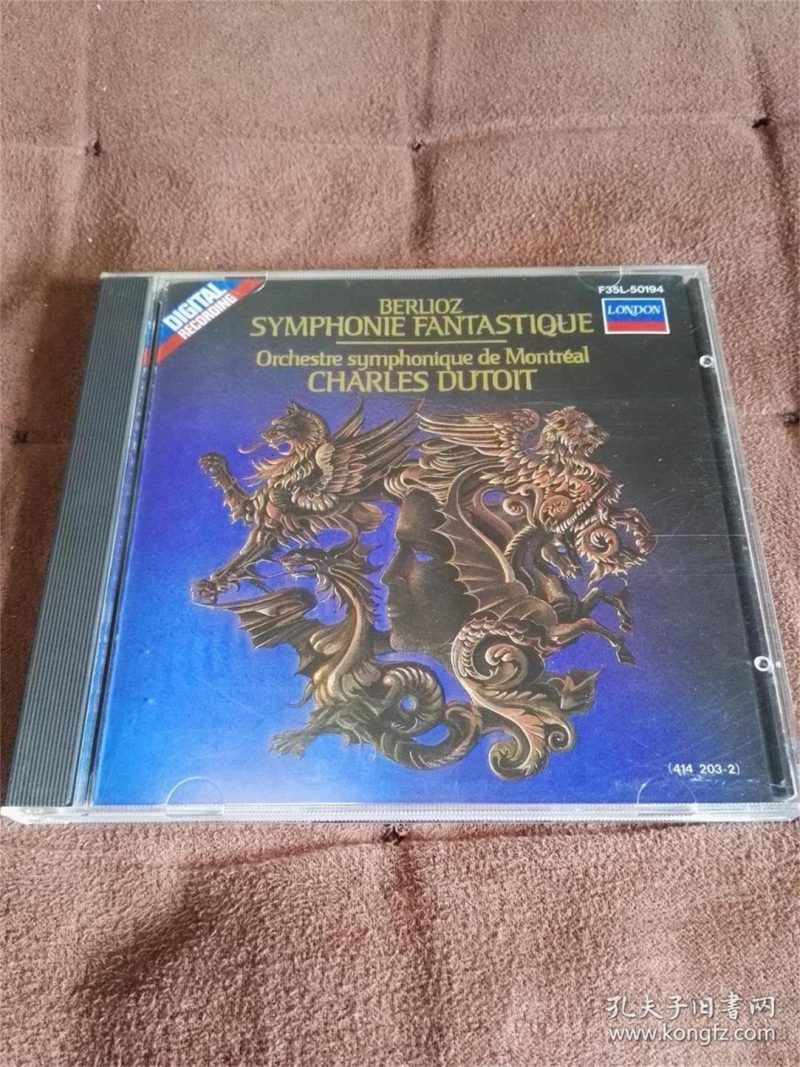 DIGITAL
RECORDING
BERLIOZ
SYMPHONIE FANTASTIQUE
Orchestre symphonique de Montréal
CHARLES DUTOIT
F35L-50194
LONDON
(414 203-2)
孔夫子旧書网
www.kongfz.com